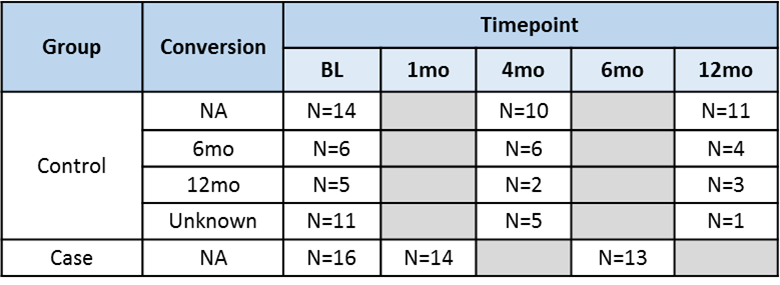 Group Conversion Timepoint
BL 1mo 4mo 6mo 12mo
Control NA N=14 N=10 N=11
6mo N=6 N=6 N=4
12mo N=5 N=2 N=3
Unknown N=11 N=5 N=1
Case NA N=16 N=14 N=13